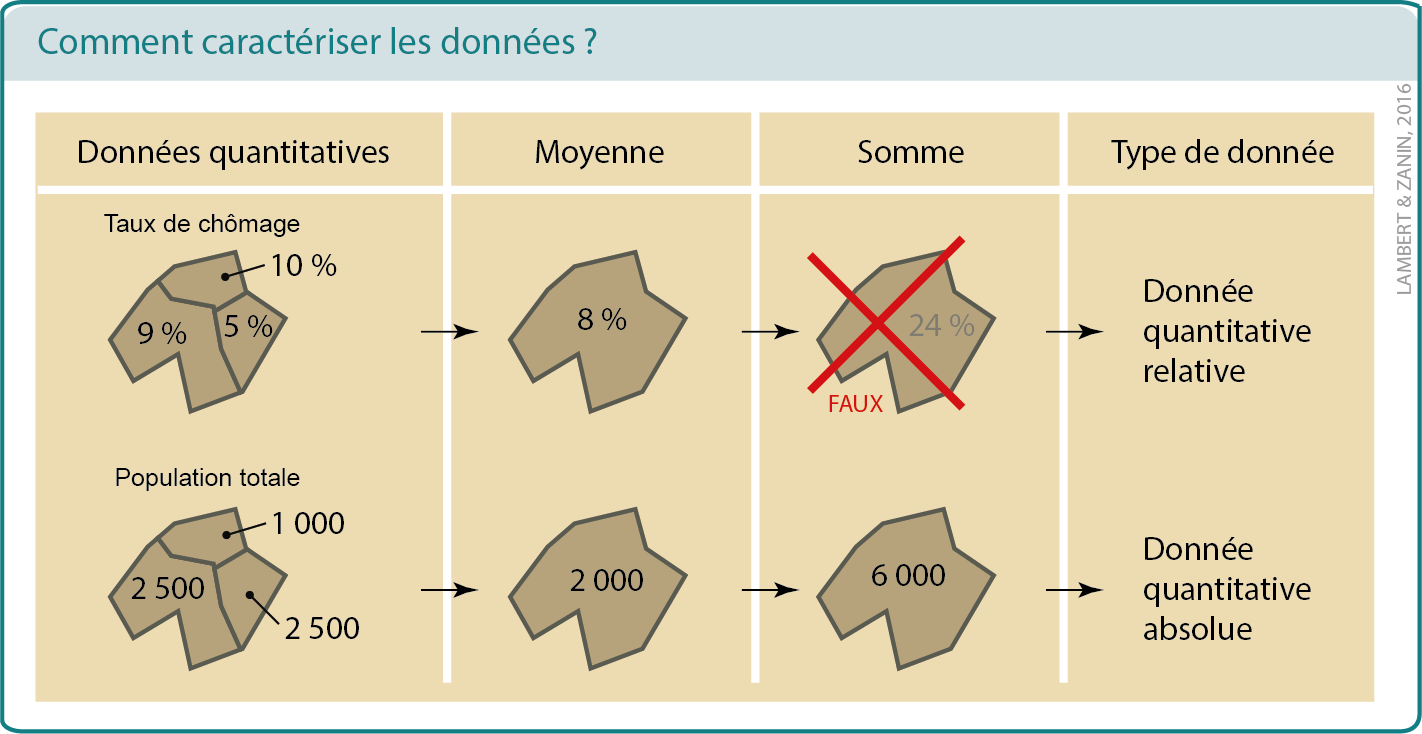 Comment caractériser les données ?
LAMBERT & ZANIN, 2016
Données quantitatives
Moyenne
Somme
Type de donnée
Taux de chômage
10 %
9 %
5 %
8 %
24 %
FAUX
Donnée
quantitative
relative
Population totale
1 000
2 500
2 500
2 000
6 000
Donnée
quantitative
absolue